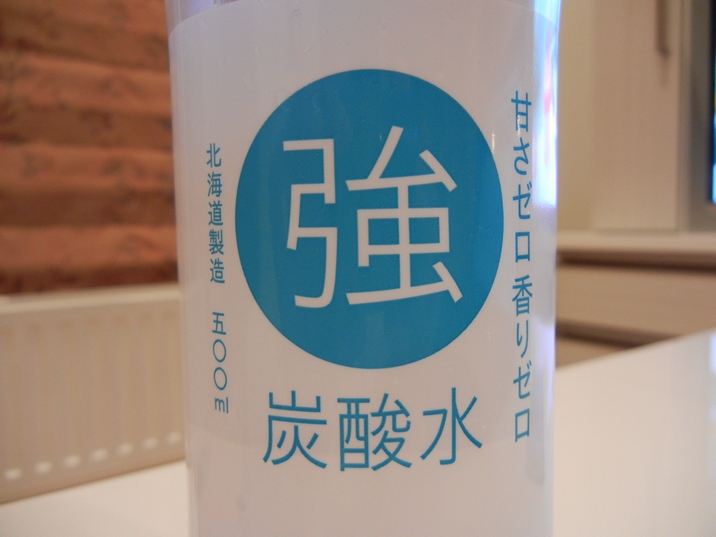 甘さゼロ 香りゼロ
強
炭酸水
北海道製造 五〇〇ml